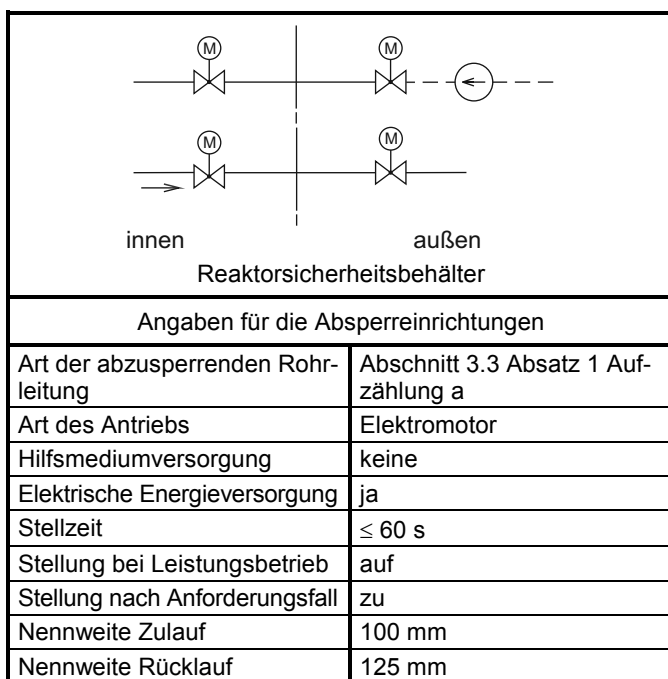 M M
M M
innen außen
Reaktorsicherheitsbehälter
Angaben für die Absperreinrichtungen
Art der abzusperrenden Rohr- Abschnitt 3.3 Absatz 1 Auf-
leitung zählung a
Art des Antriebs Elektromotor
Hilfsmediumversorgung keine
Elektrische Energieversorgung ja
Stellzeit ≤ 60 s
Stellung bei Leistungsbetrieb auf
Stellung nach Anforderungsfall zu
Nennweite Zulauf 100 mm
Nennweite Rücklauf 125 mm